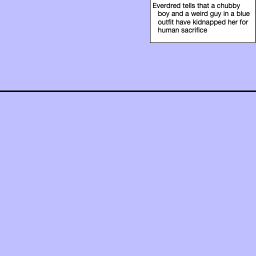 Everdred tells that a chubby
boy and a weird guy in a blue
outfit have kidnapped her for
human sacrifice